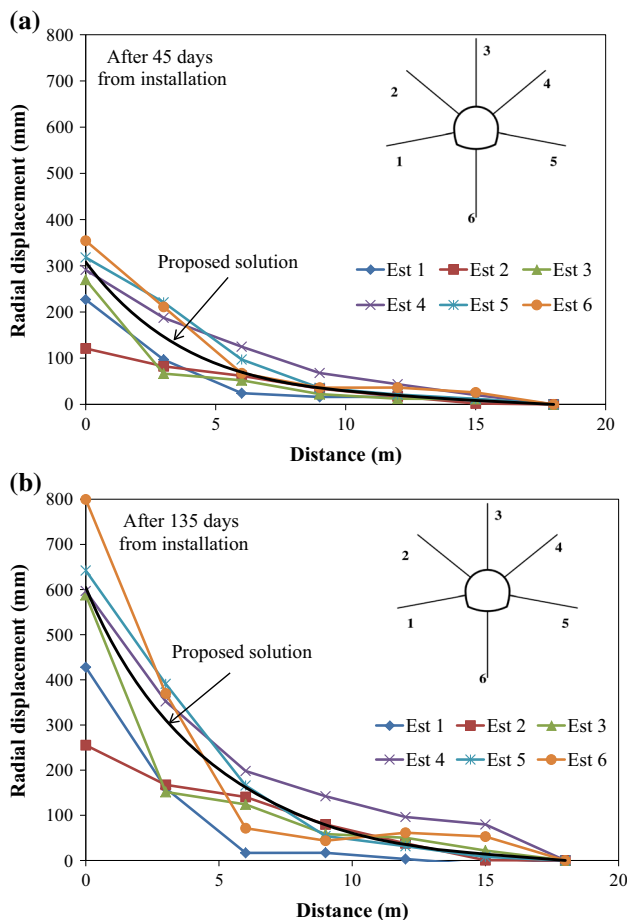 (a)
800
700
600
500
400
300
200
100
0
Radial displacement (mm)
After 45 days
from installation
Proposed solution
1
2
3
4
5
6
Est 1 Est 2 Est 3
Est 4 Est 5 Est 6
0 5 10 15 20
Distance (m)
(b)
800
700
600
500
400
300
200
100
0
Radial displacement (mm)
After 135 days
from installation
Proposed solution
1
2
3
4
5
6
Est 1 Est 2 Est 3
Est 4 Est 5 Est 6
0 5 10 15 20
Distance (m)